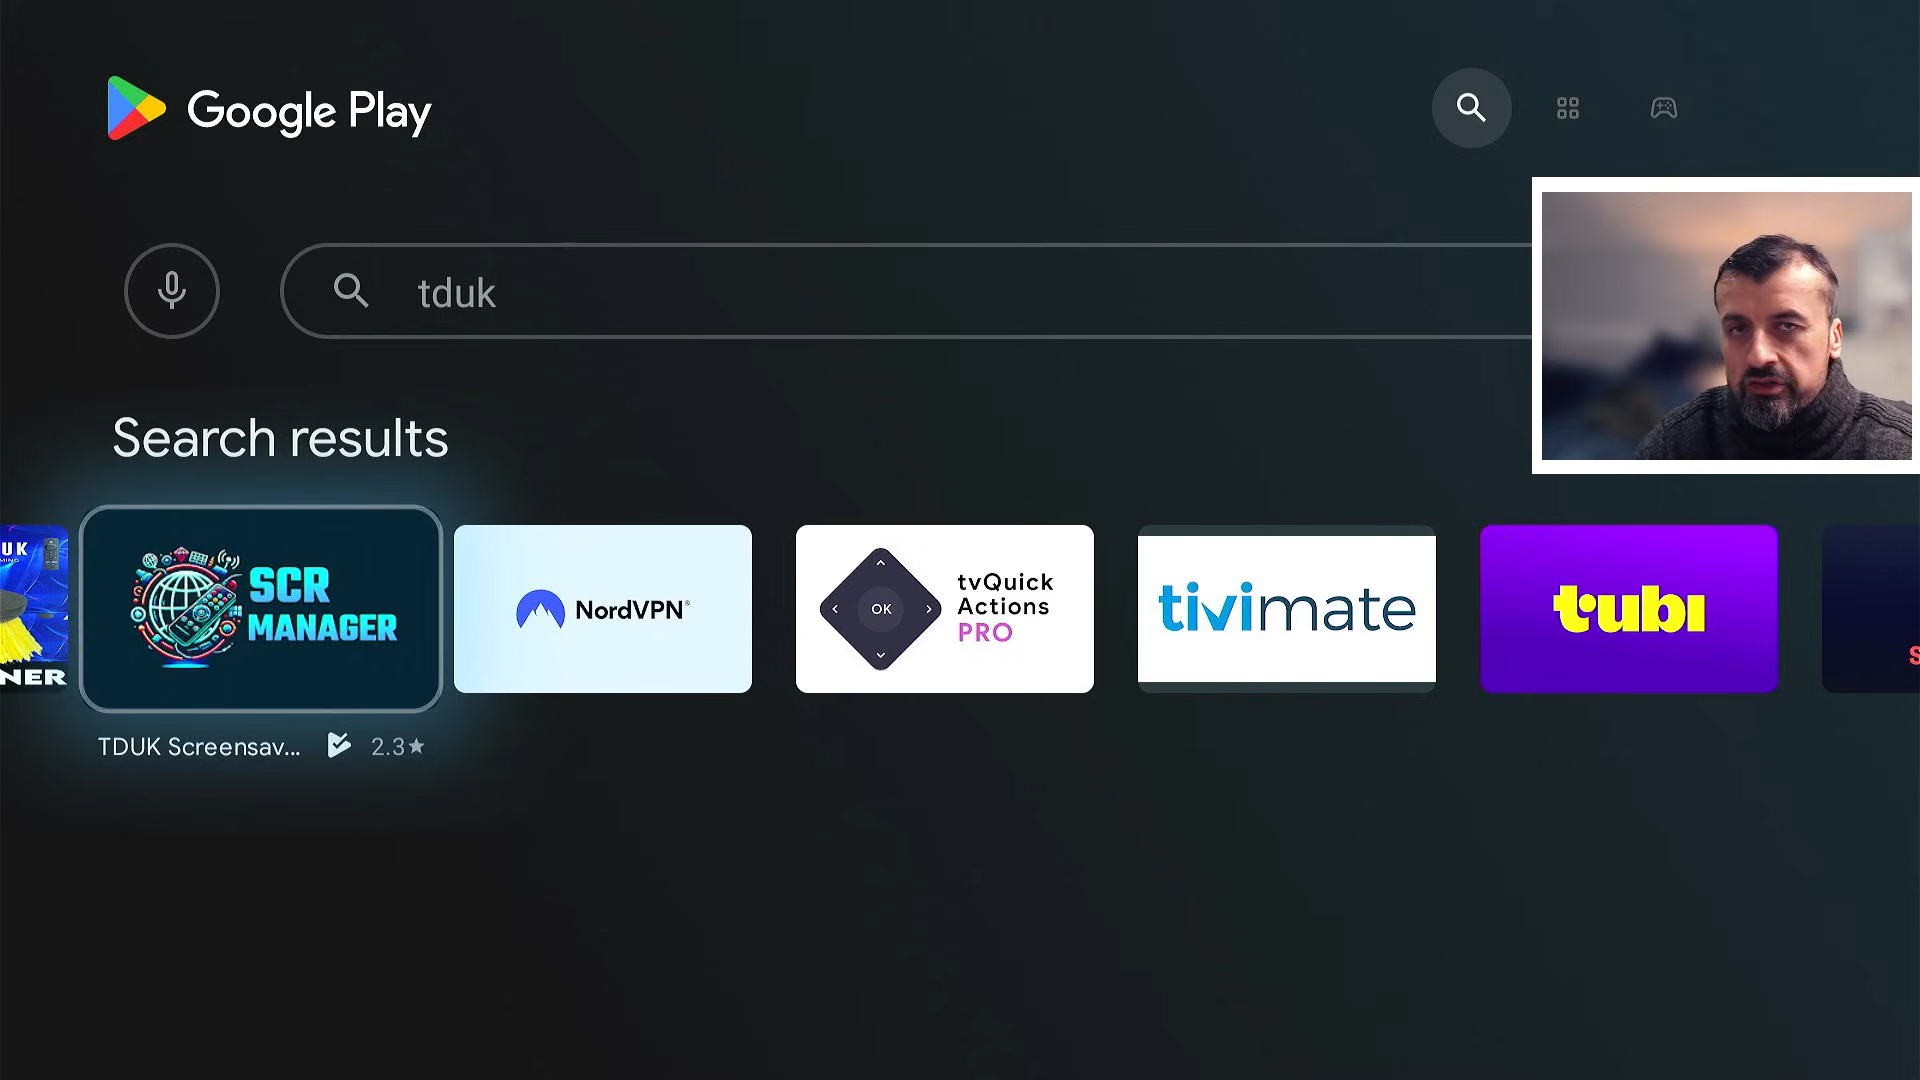 Google Play
tduk
Search results
UK
NER
SCR
MANAGER
NordVPN®
OK
tvQuick
Actions
PRO
tivimate
tubi
S
TDUK Screensav... 2.3★